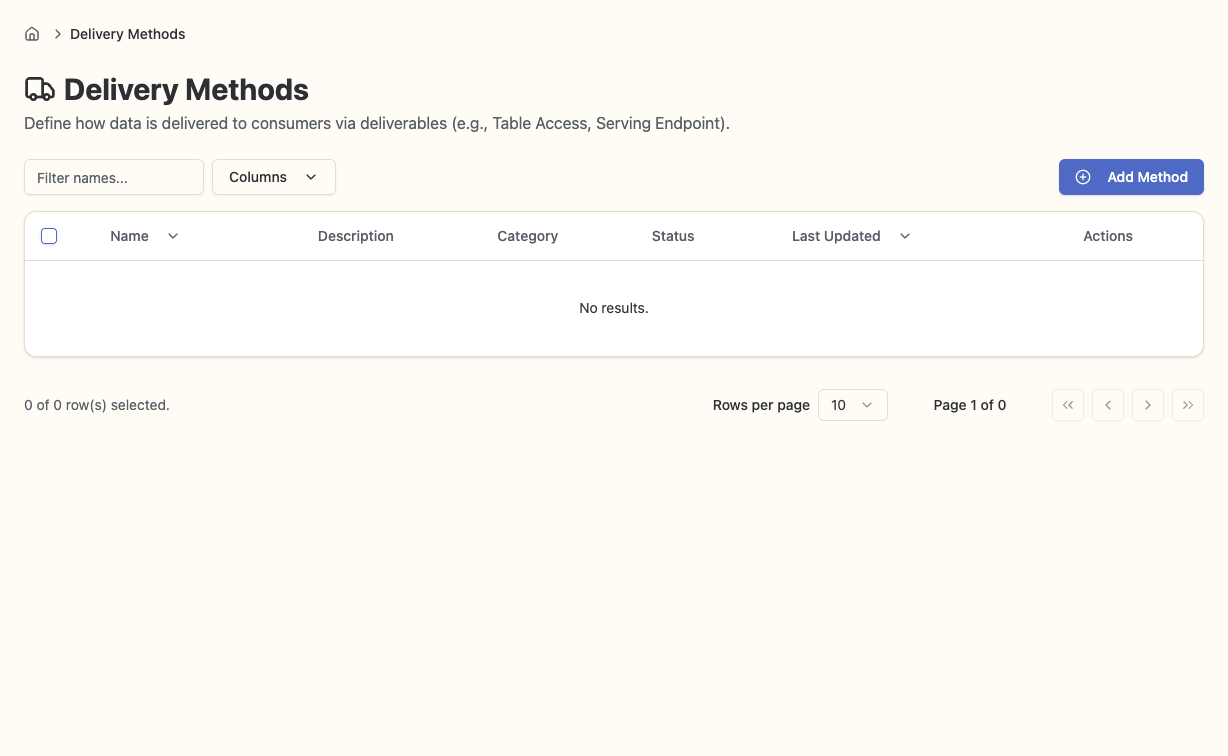 Delivery Methods
Delivery Methods
Define how data is delivered to consumers via deliverables (e.g., Table Access, Serving Endpoint).
Filter names... Columns Add Method
Name Description Category Status Last Updated Actions
No results.
0 of 0 row(s) selected. Rows per page 10 Page 1 of 0